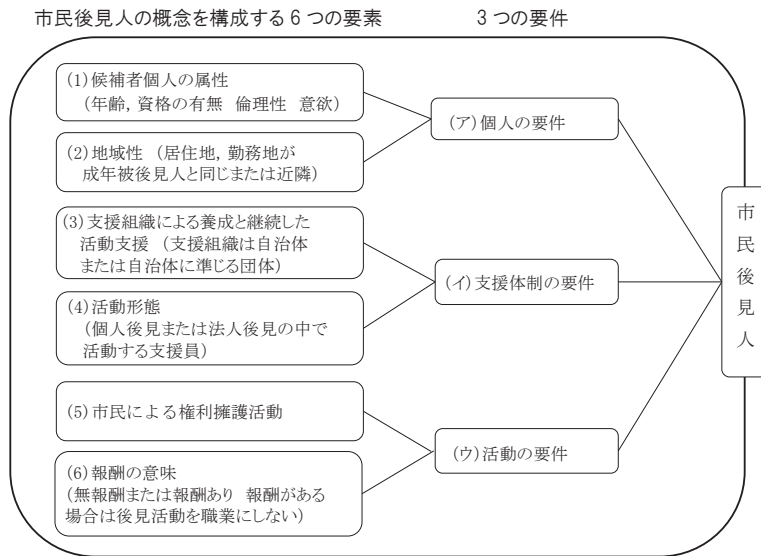 市民後見人の概念を構成する6つの要素 3つの要件
(1)候補者個人の属性
(年齢, 資格の有無 倫理性 意欲)
(2)地域性 (居住地, 勤務地が
成年被後見人と同じまたは近隣)
(ア)個人の要件
(3)支援組織による養成と継続した
活動支援 (支援組織は自治体
または自治体に準じる団体)
(4)活動形態
(個人後見または法人後見の中で
活動する支援員)
(イ)支援体制の要件
(5)市民による権利擁護活動
(6)報酬の意味
(無報酬または報酬あり 報酬がある
場合は後見活動を職業にしない)
(ウ)活動の要件
市民後見人